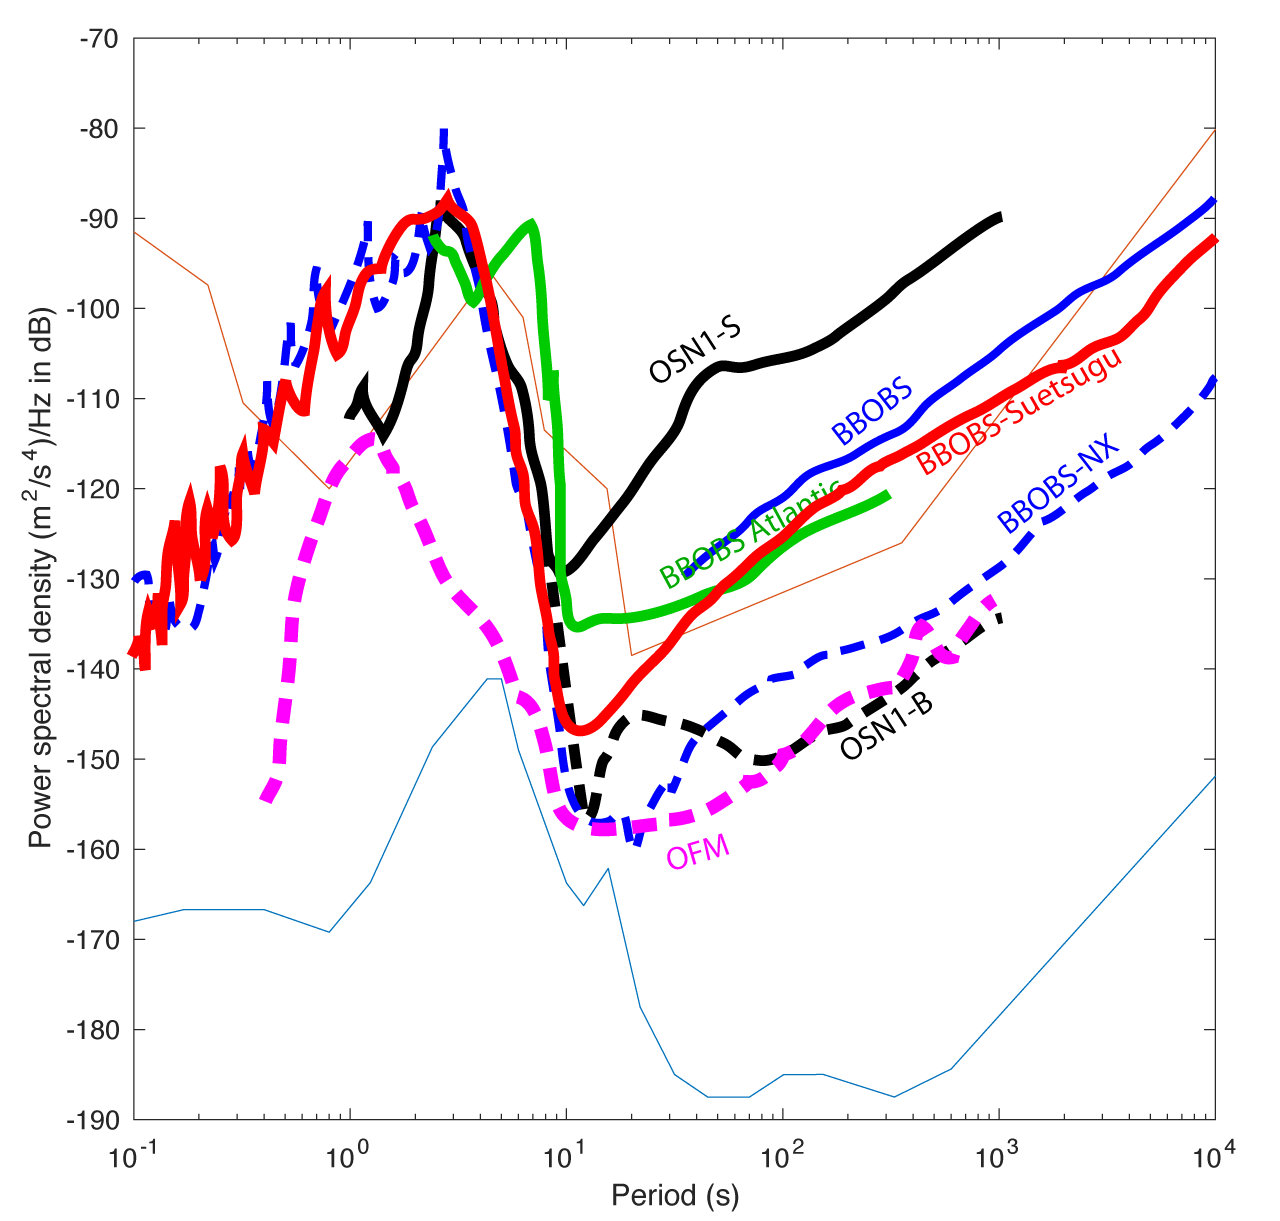 -70
-80
-90
-100
-110
-120
-130
-140
-150
-160
-170
-180
-190
Power spectral density (m²/s⁴)/Hz in dB)
OSN1-S
BBOBS
BBOBS-Suetsugu
BBOBS-NX
BBOBS Atlantic
OSN1-B
OFM
10⁻¹ 10⁰ 10¹ 10² 10³ 10⁴
Period (s)